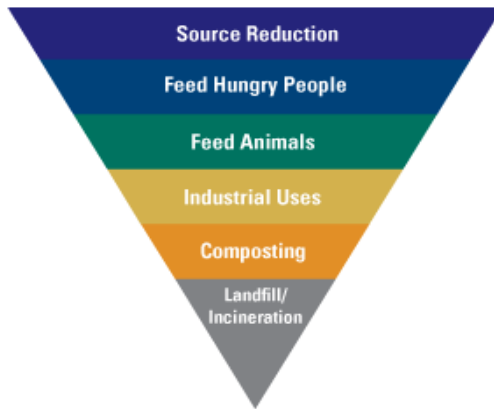 Source Reduction
Feed Hungry People
Feed Animals
Industrial Uses
Composting
Landfill/
Incineration